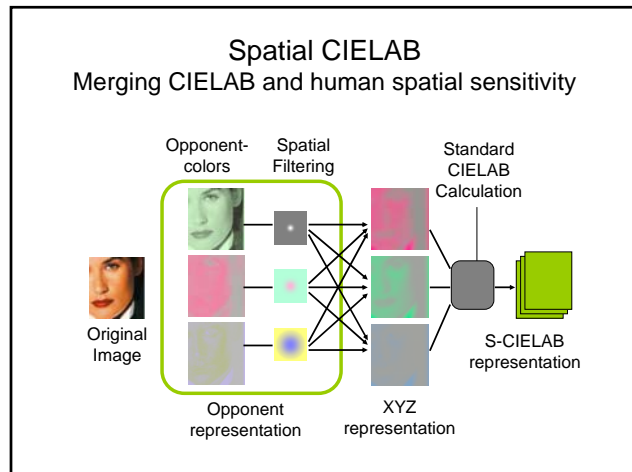 Spatial CIELAB
Merging CIELAB and human spatial sensitivity
Opponent-
colors
Spatial
Filtering
Standard
CIELAB
Calculation
Original
Image
S-CIELAB
representation
Opponent
representation
XYZ
representation